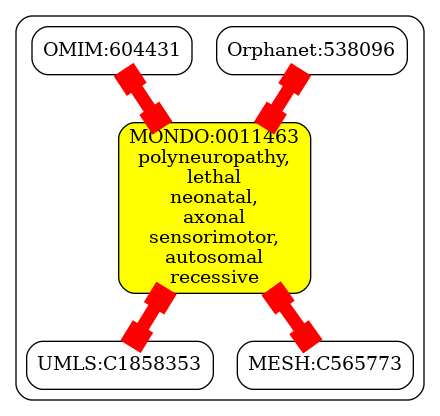 OMIM:604431
Orphanet:538096
MONDO:0011463
polyneuropathy,
lethal
neonatal,
axonal
sensorimotor,
autosomal
recessive
UMLS:C1858353
MESH:C565773